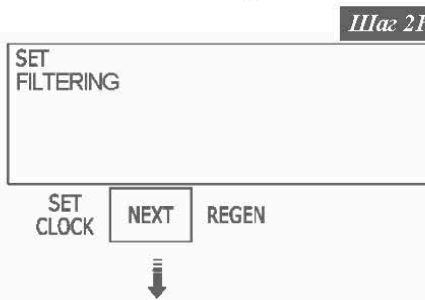 Шаг 2F
SET
FILTERING
SET
CLOCK
NEXT
REGEN